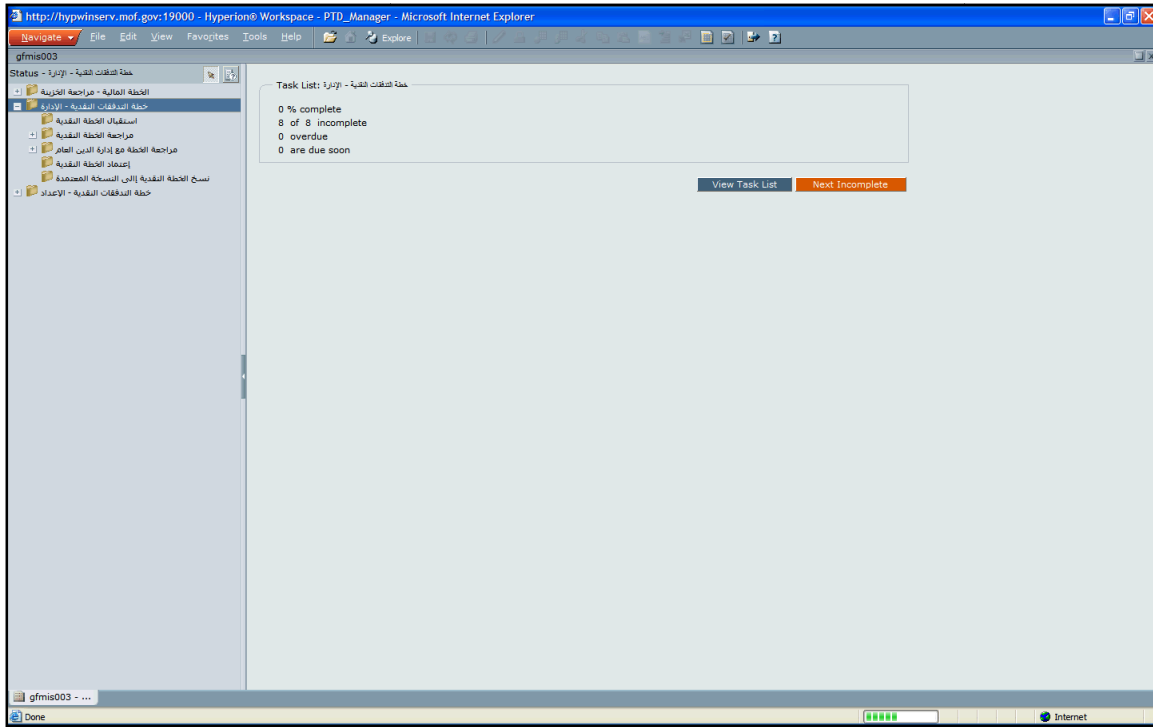 http://hypwinserv.mof.gov:19000 - Hyperion® Workspace - PTD_Manager - Microsoft Internet Explorer
Navigate File Edit View Favorites Tools Help Explore
gfmis003
Status - خطة التدفقات النقدية - الإدارة
الخطة المالية - مراجعة الخزينة
خطة التدفقات النقدية - الإدارة
استقبال الخطة النقدية
مراجعة الخطة النقدية
مراجعة الخطة مع إدارة الدين العام
إعتماد الخطة النقدية
نسخ الخطة النقدية إالى النسخة المعتمدة
خطة التدفقات النقدية - الإعداد
Task List: خطة التدفقات النقدية - الإدارة
0 % complete
8 of 8 incomplete
0 overdue
0 are due soon
View Task List Next Incomplete
gfmis003 - ...
Done Internet